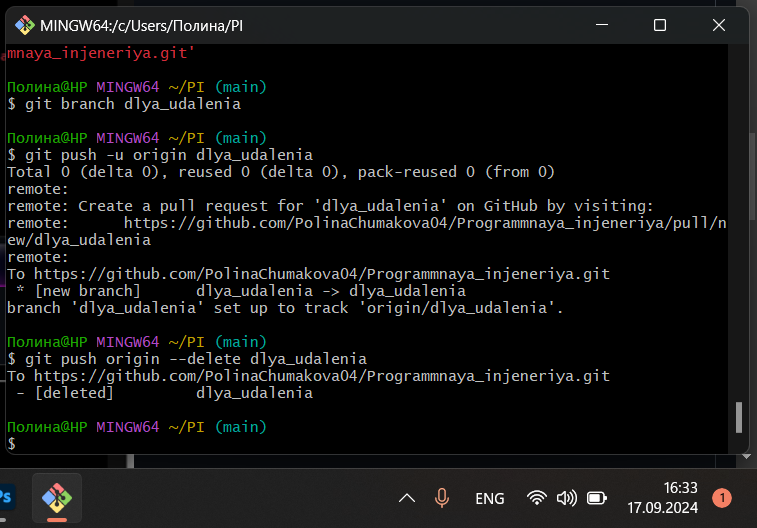 MINGW64:/c/Users/Полина/PI
mnaya_injeneriya.git'
Полина@HP MINGW64 ~/PI (main)
$ git branch dlya_udalenia
Полина@HP MINGW64 ~/PI (main)
$ git push -u origin dlya_udalenia
Total 0 (delta 0), reused 0 (delta 0), pack-reused 0 (from 0)
remote:
remote: Create a pull request for 'dlya_udalenia' on GitHub by visiting:
remote:      https://github.com/PolinaChumakova04/Programmnaya_injeneriya/pull/n
ew/dlya_udalenia
remote:
To https://github.com/PolinaChumakova04/Programmnaya_injeneriya.git
 * [new branch]      dlya_udalenia -> dlya_udalenia
branch 'dlya_udalenia' set up to track 'origin/dlya_udalenia'.
Полина@HP MINGW64 ~/PI (main)
$ git push origin --delete dlya_udalenia
To https://github.com/PolinaChumakova04/Programmnaya_injeneriya.git
 - [deleted]         dlya_udalenia
Полина@HP MINGW64 ~/PI (main)
$
Ps
ENG
16:33
17.09.2024
1